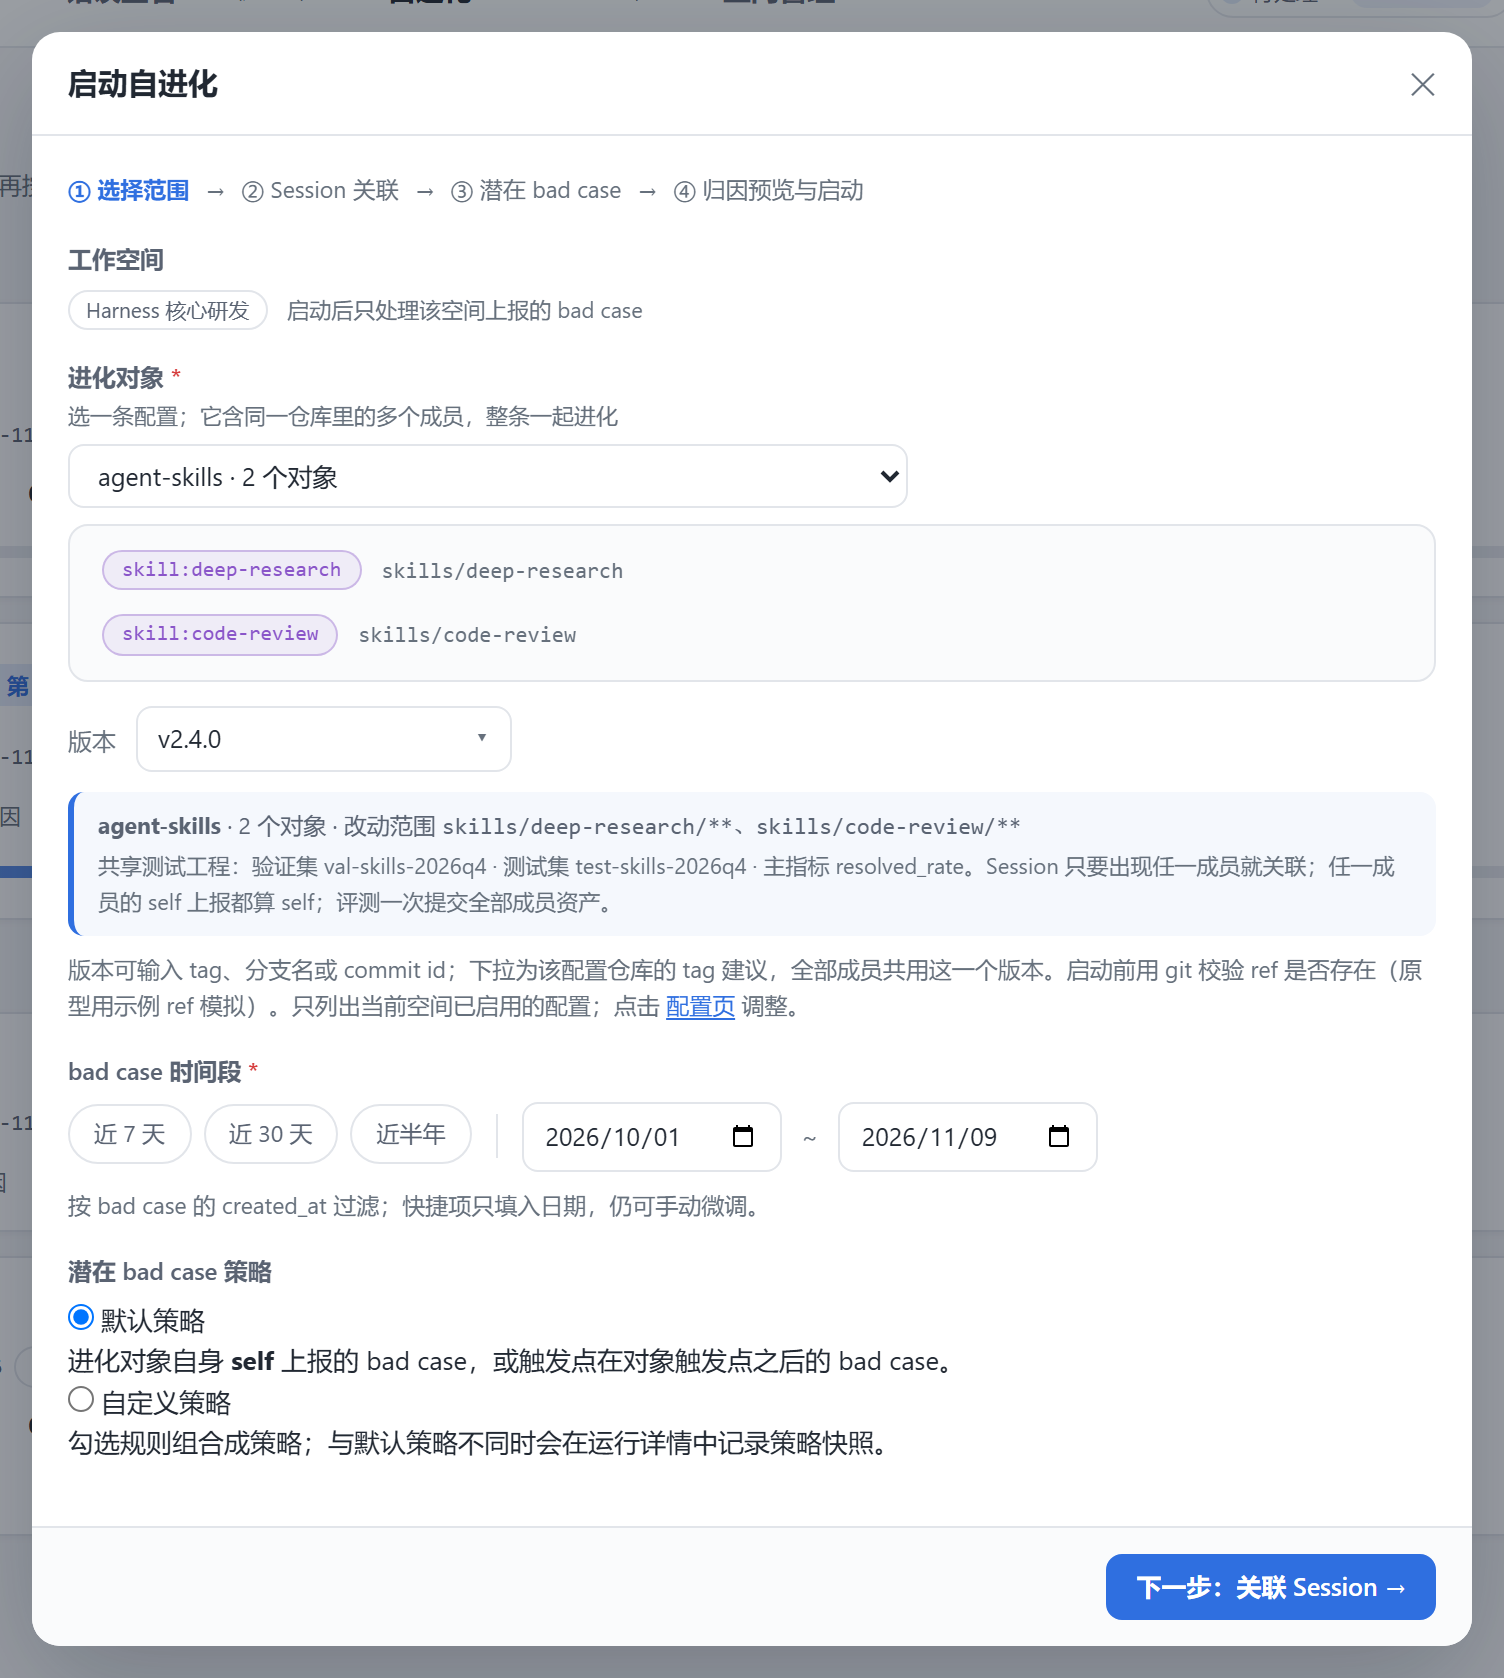 启动自进化
① 选择范围 → ② Session 关联 → ③ 潜在 bad case → ④ 归因预览与启动
工作空间
Harness 核心研发 启动后只处理该空间上报的 bad case
进化对象 *
选一条配置；它含同一仓库里的多个成员，整条一起进化
agent-skills · 2 个对象
skill:deep-research skills/deep-research
skill:code-review skills/code-review
版本 v2.4.0
agent-skills · 2 个对象 · 改动范围 skills/deep-research/**、skills/code-review/**
共享测试工程：验证集 val-skills-2026q4 · 测试集 test-skills-2026q4 · 主指标 resolved_rate。Session 只要出现任一成员就关联；任一成
员的 self 上报都算 self；评测一次提交全部成员资产。
版本可输入 tag、分支名或 commit id；下拉为该配置仓库的 tag 建议，全部成员共用这一个版本。启动前用 git 校验 ref 是否存在（原
型用示例 ref 模拟）。只列出当前空间已启用的配置；点击 配置页 调整。
bad case 时间段 *
近 7 天 近 30 天 近半年 2026/10/01 ~ 2026/11/09
按 bad case 的 created_at 过滤；快捷项只填入日期，仍可手动微调。
潜在 bad case 策略
默认策略
进化对象自身 self 上报的 bad case，或触发点在对象触发点之后的 bad case。
自定义策略
勾选规则组合成策略；与默认策略不同时会在运行详情中记录策略快照。
下一步：关联 Session →
再
-11
第
-11
因
-11